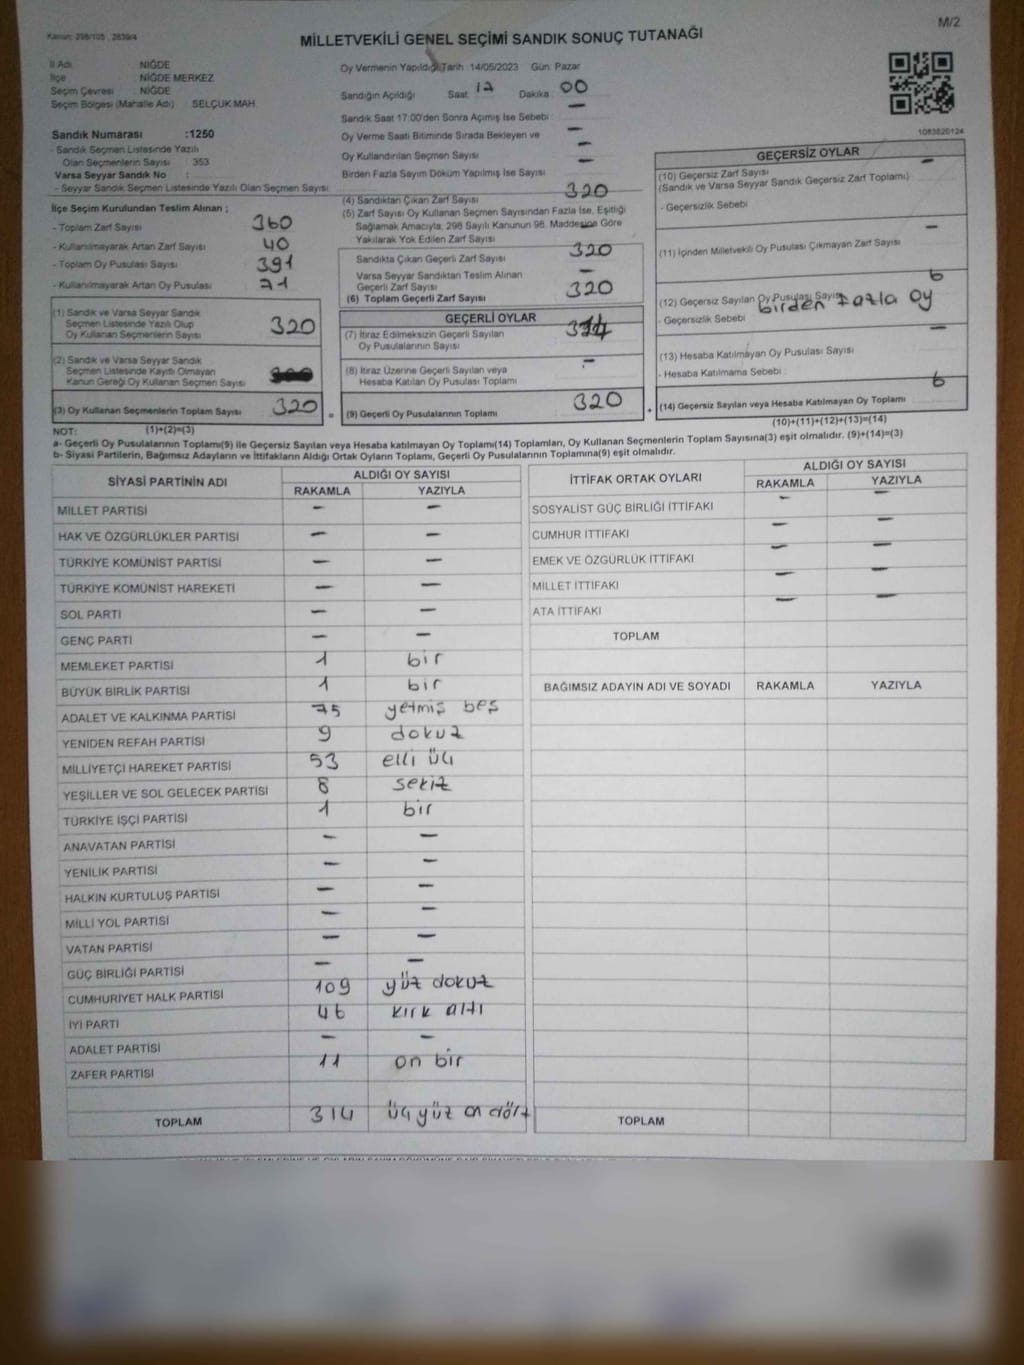 Kanun: 298/105 , 2839/4
M/2
MİLLETVEKİLİ GENEL SEÇİMİ SANDIK SONUÇ TUTANAĞI
İl Adı : NİĞDE
İlçe : NİĞDE MERKEZ
Seçim Çevresi : NİĞDE
Seçim Bölgesi (Mahalle Adı) : SELÇUK MAH.
Sandık Numarası :1250
- Sandık Seçmen Listesinde Yazılı
Olan Seçmenlerin Sayısı : 353
Varsa Seyyar Sandık No :
- Seyyar Sandık Seçmen Listesinde Yazılı Olan Seçmen Sayısı :
Oy Vermenin Yapıldığı Tarih :14/05/2023 Gün: Pazar
Sandığın Açıldığı Saat: 17 Dakika: 00
Sandık Saat 17:00'den Sonra Açımış İse Sebebi : -
Oy Verme Saati Bitiminde Sırada Bekleyen ve -
Oy Kullandırılan Seçmen Sayısı -
Birden Fazla Sayım Döküm Yapılmış İse Sayısı -
1083820124
İlçe Seçim Kurulundan Teslim Alınan ;
- Toplam Zarf Sayısı : 360
- Kullanılmayarak Artan Zarf Sayısı : 40
- Toplam Oy Pusulası Sayısı : 391
- Kullanılmayarak Artan Oy Pusulası : 71
(1) Sandık ve Varsa Seyyar Sandık
Seçmen Listesinde Yazılı Olup
Oy Kullanan Seçmenlerin Sayısı 320
(2) Sandık ve Varsa Seyyar Sandık
Seçmen Listesinde Kayıtlı Olmayan
Kanun Gereği Oy Kullanan Seçmen Sayısı
(3) Oy Kullanan Seçmenlerin Toplam Sayısı 320
(4) Sandıktan Çıkan Zarf Sayısı 320
(5) Zarf Sayısı Oy Kullanan Seçmen Sayısından Fazla İse, Eşitliği
Sağlamak Amacıyla; 298 Sayılı Kanunun 98. Maddesine Göre
Yakılarak Yok Edilen Zarf Sayısı -
Sandıkta Çıkan Geçerli Zarf Sayısı 320
Varsa Seyyar Sandıktan Teslim Alınan
Geçerli Zarf Sayısı -
(6) Toplam Geçerli Zarf Sayısı 320
GEÇERLİ OYLAR
(7) İtiraz Edilmeksizin Geçerli Sayılan
Oy Pusulalarının Sayısı 314
(8) İtiraz Üzerine Geçerli Sayılan veya
Hesaba Katılan Oy Pusulası Toplamı -
= (9) Geçerli Oy Pusulalarının Toplamı 320 +
GEÇERSİZ OYLAR
(10) Geçersiz Zarf Sayısı -
(Sandık ve Varsa Seyyar Sandık Geçersiz Zarf Toplamı)
- Geçersizlik Sebebi
(11) İçinden Milletvekili Oy Pusulası Çıkmayan Zarf Sayısı -
(12) Geçersiz Sayılan Oy Pusulası Sayısı 6
- Geçersizlik Sebebi birden fazla oy
(13) Hesaba Katılmayan Oy Pusulası Sayısı -
- Hesaba Katılmama Sebebi :
(14) Geçersiz Sayılan veya Hesaba Katılmayan Oy Toplamı 6
NOT: (1)+(2)=(3) (10)+(11)+(12)+(13)=(14)
a- Geçerli Oy Pusulalarının Toplamı(9) ile Geçersiz Sayılan veya Hesaba katılmayan Oy Toplamı(14) Toplamları, Oy Kullanan Seçmenlerin Toplam Sayısına(3) eşit olmalıdır. (9)+(14)=(3)
b- Siyasi Partilerin, Bağımsız Adayların ve İttifakların Aldığı Ortak Oyların Toplamı, Geçerli Oy Pusulalarının Toplamına(9) eşit olmalıdır.
SİYASİ PARTİNİN ADI ALDIĞI OY SAYISI
RAKAMLA YAZIYLA
MİLLET PARTİSİ - -
HAK VE ÖZGÜRLÜKLER PARTİSİ - -
TÜRKİYE KOMÜNİST PARTİSİ - -
TÜRKİYE KOMÜNİST HAREKETİ - -
SOL PARTİ - -
GENÇ PARTİ - -
MEMLEKET PARTİSİ 1 bir
BÜYÜK BİRLİK PARTİSİ 1 bir
ADALET VE KALKINMA PARTİSİ 75 yetmiş beş
YENİDEN REFAH PARTİSİ 9 dokuz
MİLLİYETÇİ HAREKET PARTİSİ 53 elli üç
YEŞİLLER VE SOL GELECEK PARTİSİ 8 sekiz
TÜRKİYE İŞÇİ PARTİSİ 1 bir
ANAVATAN PARTİSİ - -
YENİLİK PARTİSİ - -
HALKIN KURTULUŞ PARTİSİ - -
MİLLİ YOL PARTİSİ - -
VATAN PARTİSİ - -
GÜÇ BİRLİĞİ PARTİSİ - -
CUMHURİYET HALK PARTİSİ 109 yüz dokuz
İYİ PARTİ 46 kırk altı
ADALET PARTİSİ - -
ZAFER PARTİSİ 11 on bir
TOPLAM 314 üç yüz on dört
İTTİFAK ORTAK OYLARI ALDIĞI OY SAYISI
RAKAMLA YAZIYLA
SOSYALİST GÜÇ BİRLİĞİ İTTİFAKI - -
CUMHUR İTTİFAKI - -
EMEK VE ÖZGÜRLÜK İTTİFAKI - -
MİLLET İTTİFAKI - -
ATA İTTİFAKI - -
TOPLAM
BAĞIMSIZ ADAYIN ADI VE SOYADI RAKAMLA YAZIYLA
TOPLAM